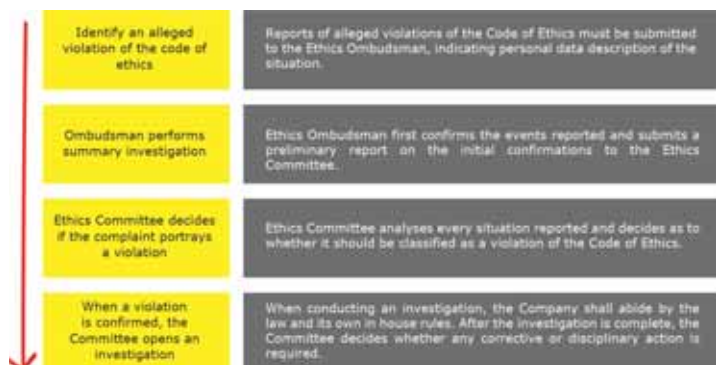 Identify an alleged
violation of the code of
ethics
Reports of alleged violations of the Code of Ethics must be submitted
to the Ethics Ombudsman, indicating personal data description of the
situation.
Ombudsman performs
summary investigation
Ethics Ombudsman first confirms the events reported and submits a
preliminary report on the initial confirmations to the Ethics
Committee.
Ethics Committee decides
if the complaint portrays
a violation
Ethics Committee analyses every situation reported and decides as to
whether it should be classified as a violation of the Code of Ethics.
When a violation
is confirmed, the
Committee opens an
investigation
When conducting an investigation, the Company shall abide by the
law and its own in house rules. After the investigation is complete, the
Committee decides whether any corrective or disciplinary action is
required.